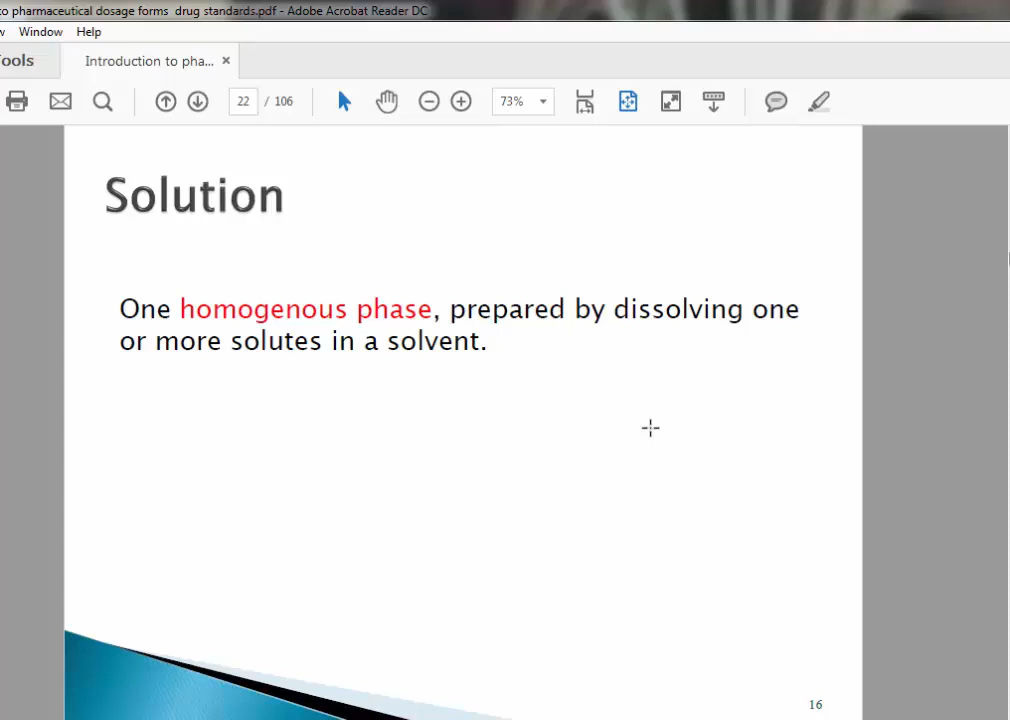 to pharmaceutical dosage forms drug standards.pdf - Adobe Acrobat Reader DC
w Window Help
ools Introduction to pha... ×
22 / 106 73%
Solution
One homogenous phase, prepared by dissolving one
or more solutes in a solvent.
16